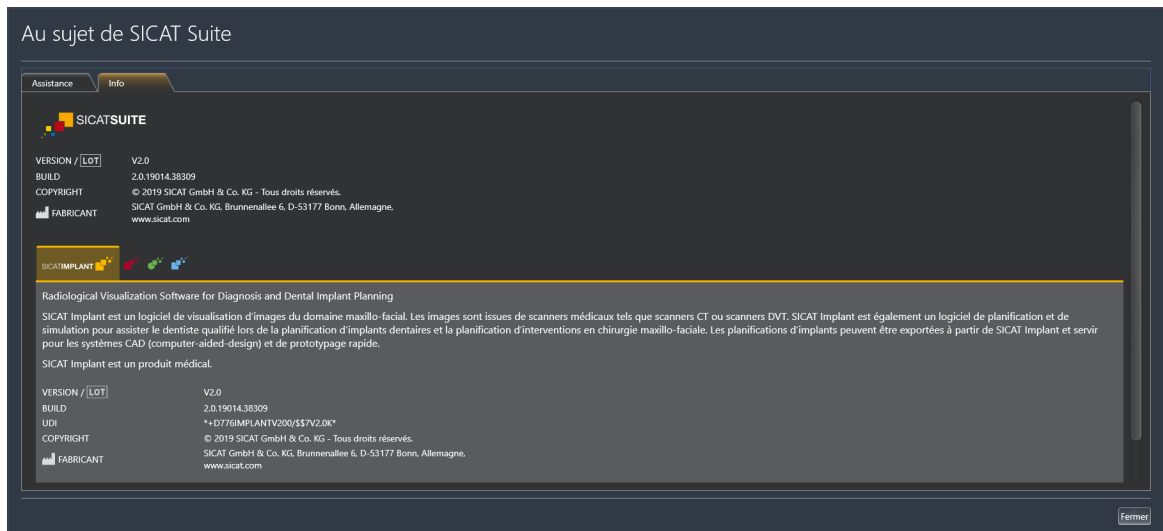 Au sujet de SICAT Suite
Assistance
Info
SICATSUITE
VERSION / LOT V2.0
BUILD 2.0.19014.38309
COPYRIGHT © 2019 SICAT GmbH & Co. KG - Tous droits réservés.
FABRICANT SICAT GmbH & Co. KG, Brunnenallee 6, D-53177 Bonn, Allemagne,
www.sicat.com
SICATIMPLANT
Radiological Visualization Software for Diagnosis and Dental Implant Planning
SICAT Implant est un logiciel de visualisation d'images du domaine maxillo-facial. Les images sont issues de scanners médicaux tels que scanners CT ou scanners DVT. SICAT Implant est également un logiciel de planification et de
simulation pour assister le dentiste qualifié lors de la planification d'implants dentaires et la planification d'interventions en chirurgie maxillo-faciale. Les planifications d'implants peuvent être exportées à partir de SICAT Implant et servir
pour les systèmes CAD (computer-aided-design) et de prototypage rapide.
SICAT Implant est un produit médical.
VERSION / LOT V2.0
BUILD 2.0.19014.38309
UDI *+D776IMPLANTV200/$$7V2.0K*
COPYRIGHT © 2019 SICAT GmbH & Co. KG - Tous droits réservés.
FABRICANT SICAT GmbH & Co. KG, Brunnenallee 6, D-53177 Bonn, Allemagne,
www.sicat.com
Fermer